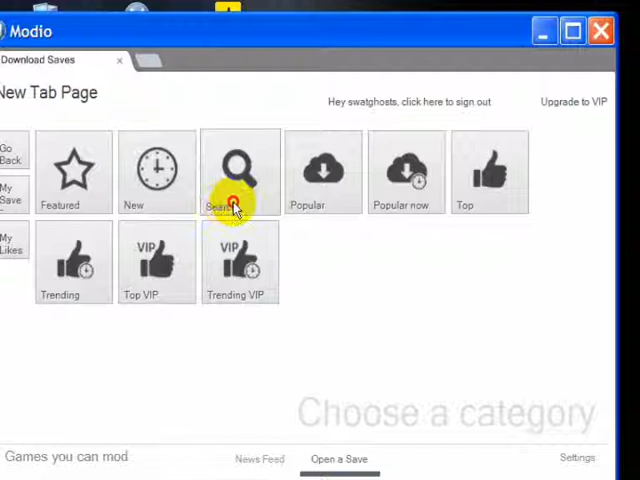 Modio
Download Saves
New Tab Page
Hey swatghosts, click here to sign out
Upgrade to VIP
Go
Back
My
Save
My
Likes
Featured
New
Popular
Popular now
Top
VIP
VIP
Trending
Top VIP
Trending VIP
Choose a category
Games you can mod
News Feed
Open a Save
Settings